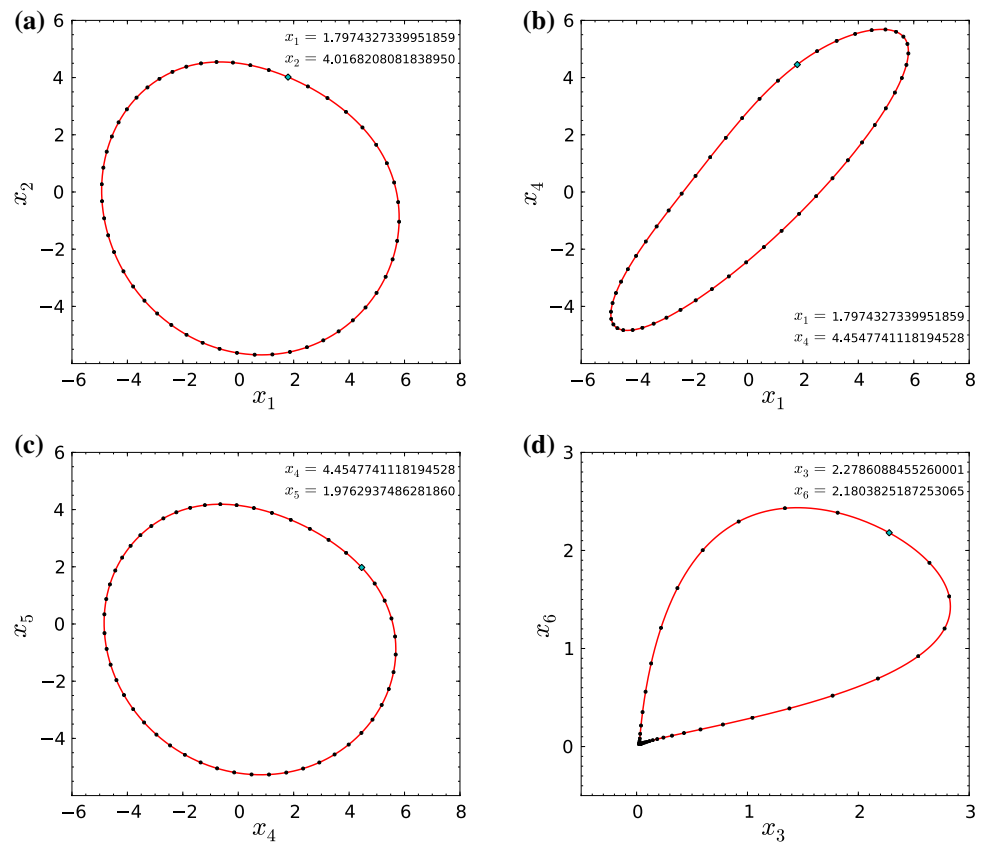 (a)
x₁ = 1.7974327339951859
x₂ = 4.0168208081838950
6
4
2
0
−2
−4
x₂
−6 −4 −2 0 2 4 6 8
x₁
(b)
6
4
2
0
−2
−4
x₄
x₁ = 1.7974327339951859
x₄ = 4.4547741118194528
−6 −4 −2 0 2 4 6 8
x₁
(c)
x₄ = 4.4547741118194528
x₅ = 1.9762937486281860
6
4
2
0
−2
−4
x₅
−6 −4 −2 0 2 4 6 8
x₄
(d)
x₃ = 2.2786088455260001
x₆ = 2.1803825187253065
3
2
1
0
x₆
0 1 2 3
x₃